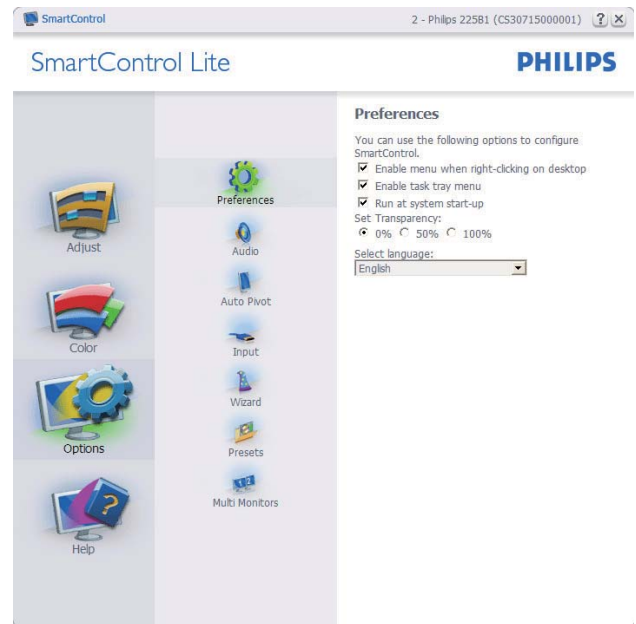 SmartControl
2 - Philips 225B1 (CS30715000001)
? ×
SmartControl Lite
PHILIPS
Adjust
Color
Options
Help
Preferences
Audio
Auto Pivot
Input
Wizard
Presets
1 2
Multi Monitors
Preferences
You can use the following options to configure
SmartControl.
Enable menu when right-clicking on desktop
Enable task tray menu
Run at system start-up
Set Transparency:
0% 50% 100%
Select language:
English